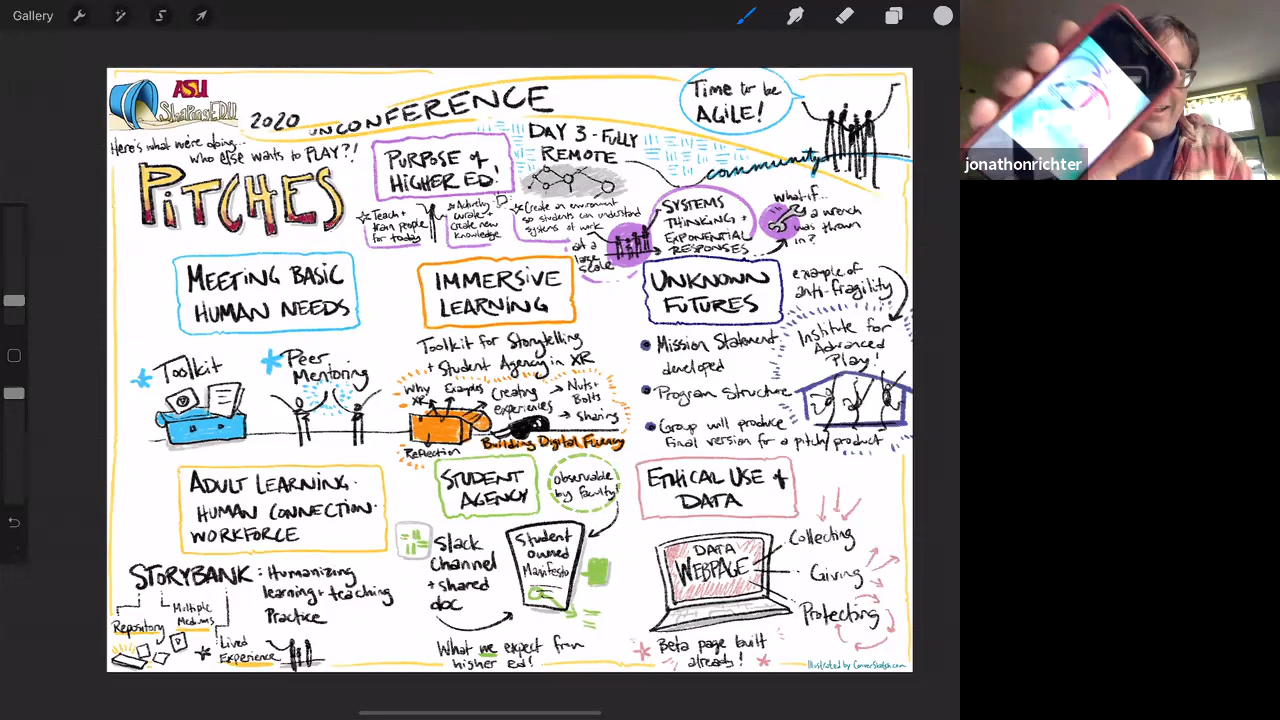 Gallery
jonathonrichter
ASU
ShapingEDU
2020 UNCONFERENCE
Time to be
AGILE!
Here's what we're doing...
who else wants to PLAY?!
PITCHES
DAY 3 - FULLY
REMOTE
community
PURPOSE of
HIGHER ED!
Teach +
train people
for today
Actively
curate +
create new
knowledge
Create an environment
so students can understand
systems at work
at a
large
scale
SYSTEMS
THINKING +
EXPONENTIAL
RESPONSES
what if...
a wrench
was thrown
in?
MEETING BASIC
HUMAN NEEDS
Toolkit
Peer
Mentoring
IMMERSIVE
LEARNING
Toolkit for Storytelling
+ Student Agency in XR
Why
XR
Examples
Creating
experiences
Nuts +
Bolts
Sharing
Building Digital Fluency
Reflection
UNKNOWN
FUTURES
Mission Statement
developed
Program Structure
Group will produce
Final version for a pitch/product
example of
anti-fragility
Institute for
Advanced
Play!
ADULT LEARNING.
HUMAN CONNECTION.
WORKFORCE
STORYBANK: Humanizing
learning + teaching
Practice
Repository
Multiple
Mediums
Lived
Experience
STUDENT
AGENCY
observable
by faculty!
Slack
Channel
+ shared
doc
Student
owned
Manifesto
What we expect from
higher ed!
ETHICAL USE of
DATA
DATA
WEBPAGE
Collecting
Giving
Protecting
Beta page built
already!
Illustrated by ConverSketch.com